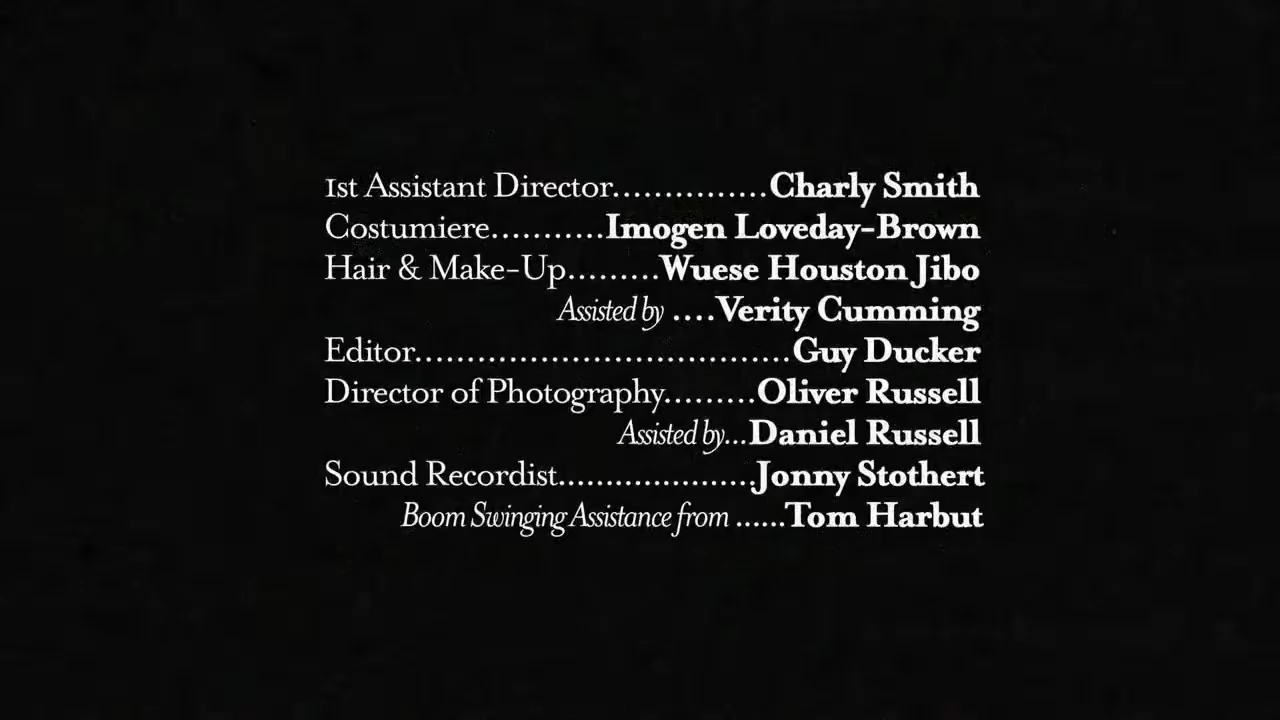 1st Assistant Director...............Charly Smith
Costumiere...........Imogen Loveday-Brown
Hair & Make-Up.........Wuese Houston Jibo
Assisted by ....Verity Cumming
Editor.....................................Guy Ducker
Director of Photography.........Oliver Russell
Assisted by...Daniel Russell
Sound Recordist...................Jonny Stothert
Boom Swinging Assistance from ......Tom Harbut